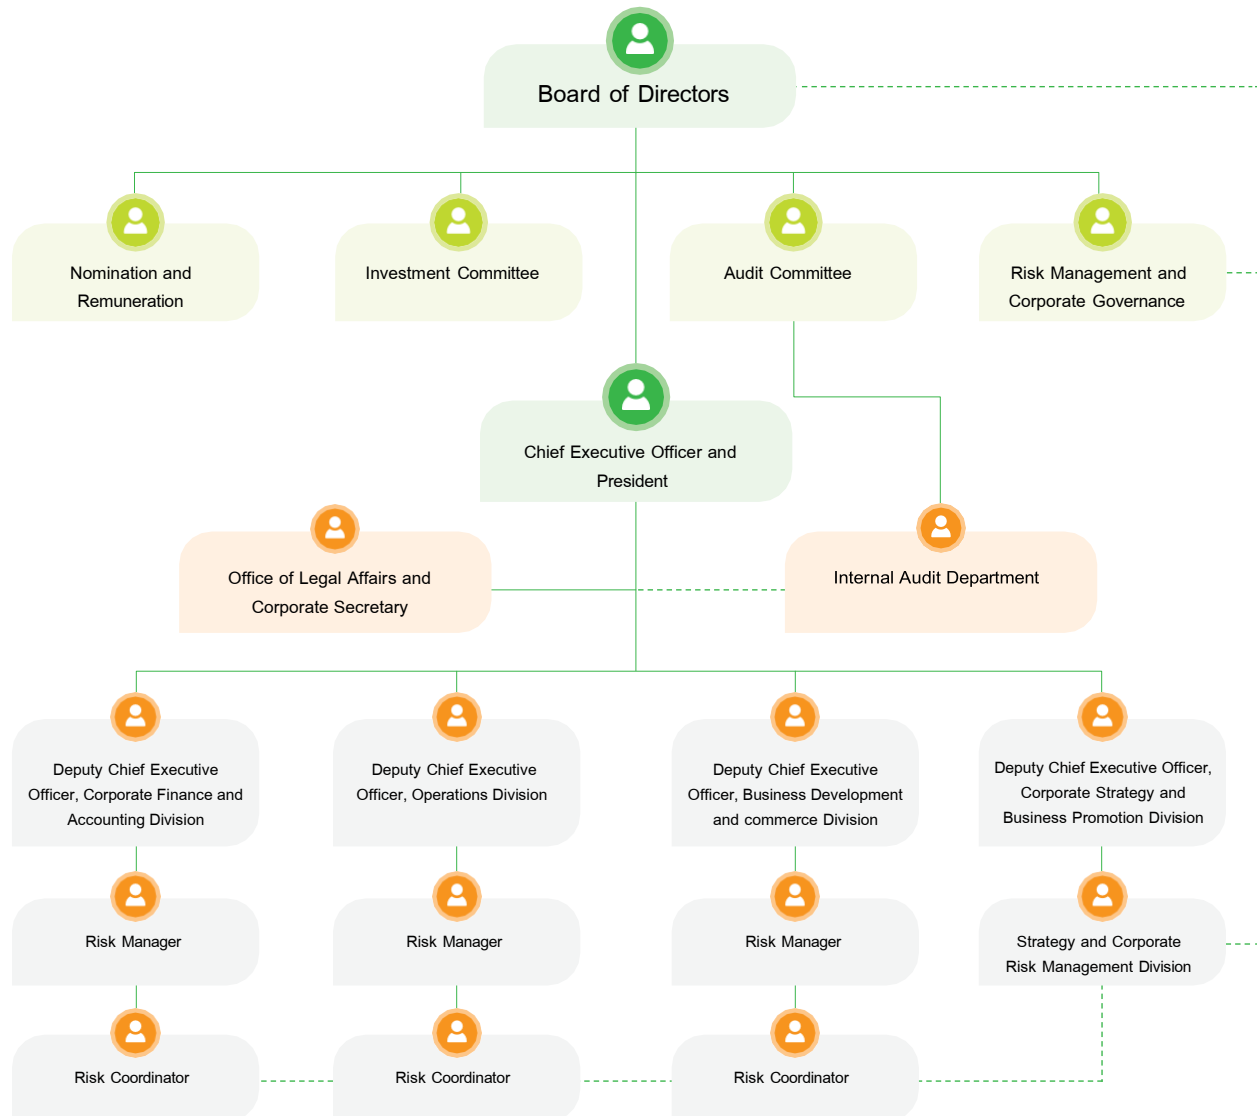 Board of Directors
Nomination and
Remuneration
Investment Committee
Audit Committee
Risk Management and
Corporate Governance
Chief Executive Officer and
President
Office of Legal Affairs and
Corporate Secretary
Internal Audit Department
Deputy Chief Executive
Officer, Corporate Finance and
Accounting Division
Deputy Chief Executive
Officer, Operations Division
Deputy Chief Executive
Officer, Business Development
and commerce Division
Deputy Chief Executive Officer,
Corporate Strategy and
Business Promotion Division
Risk Manager
Risk Manager
Risk Manager
Strategy and Corporate
Risk Management Division
Risk Coordinator
Risk Coordinator
Risk Coordinator